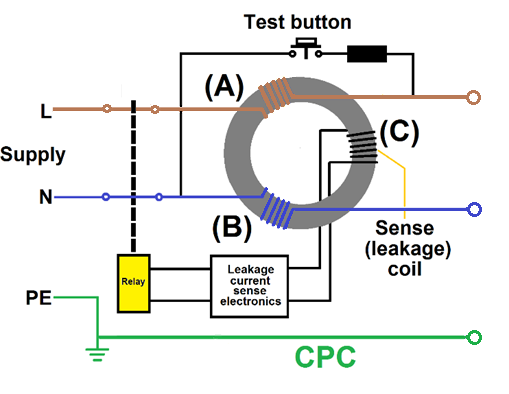 Test button
(A)
L
(C)
Supply
N
(B)
Sense
(leakage)
coil
Relay
Leakage
current
sense
electronics
PE
CPC